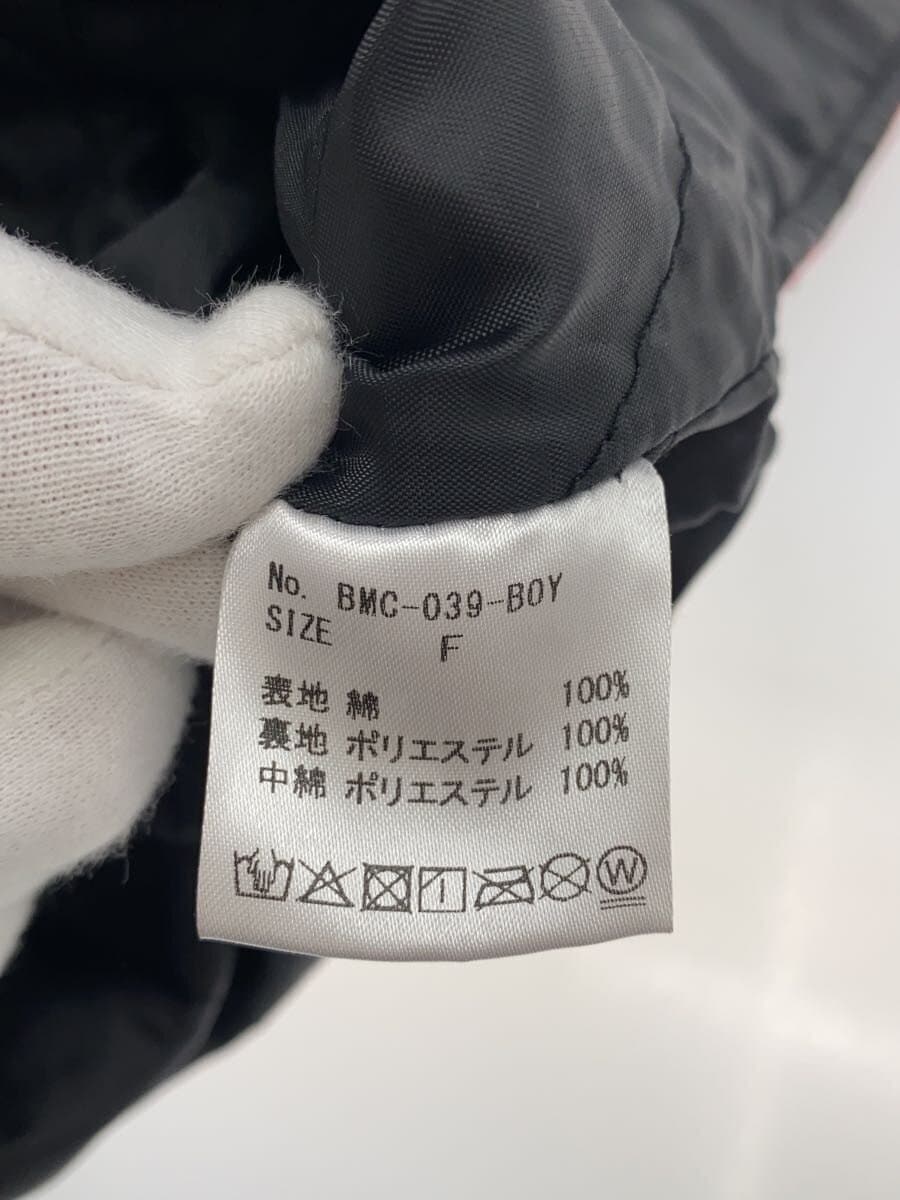 No. BMC-039-BOY
SIZE F
表地 綿 100%
裏地 ポリエステル 100%
中綿 ポリエステル 100%
W